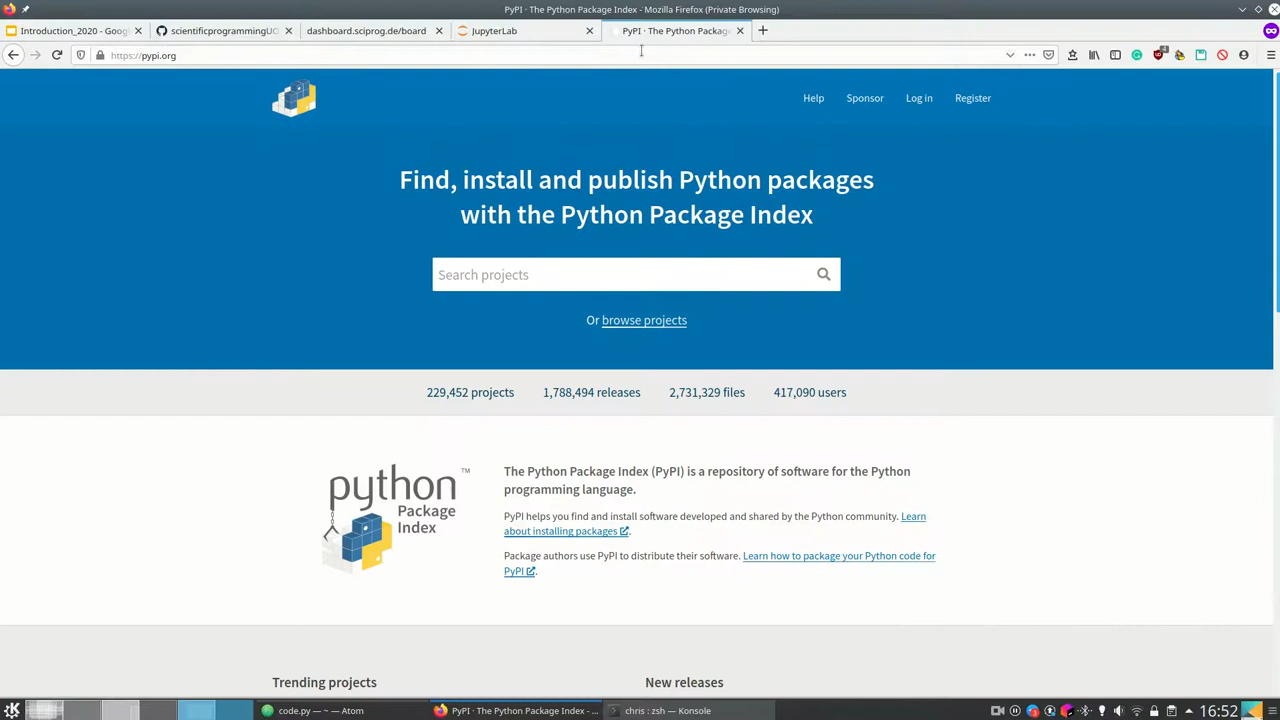 PyPI · The Python Package Index - Mozilla Firefox (Private Browsing)
Introduction_2020 - Goog
scientificprogrammingUO
dashboard.sciprog.de/board
JupyterLab
PyPI · The Python Package
https://pypi.org
4
Help
Sponsor
Log in
Register
Find, install and publish Python packages
with the Python Package Index
Search projects
Or browse projects
229,452 projects
1,788,494 releases
2,731,329 files
417,090 users
python™
Package
Index
The Python Package Index (PyPI) is a repository of software for the Python
programming language.
PyPI helps you find and install software developed and shared by the Python community. Learn
about installing packages.
Package authors use PyPI to distribute their software. Learn how to package your Python code for
PyPI.
Trending projects
New releases
code.py — ~ — Atom
PyPI · The Python Package Index - ...
chris : zsh — Konsole
16:52